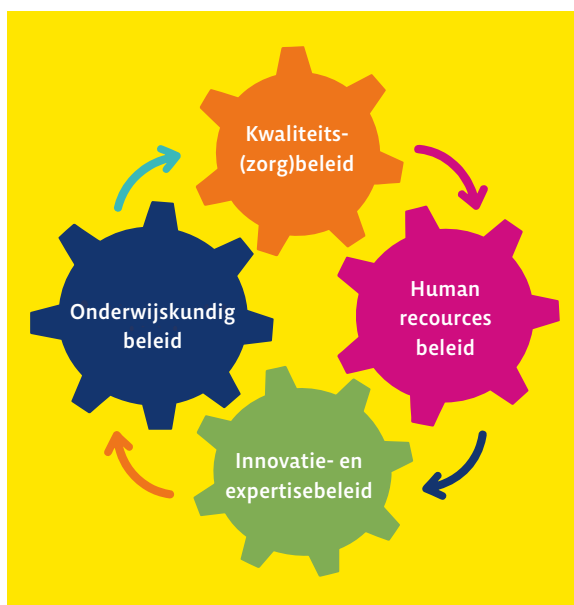 Kwaliteits-
(zorg)beleid
Human
recources
beleid
Onderwijskundig
beleid
Innovatie- en
expertisebeleid